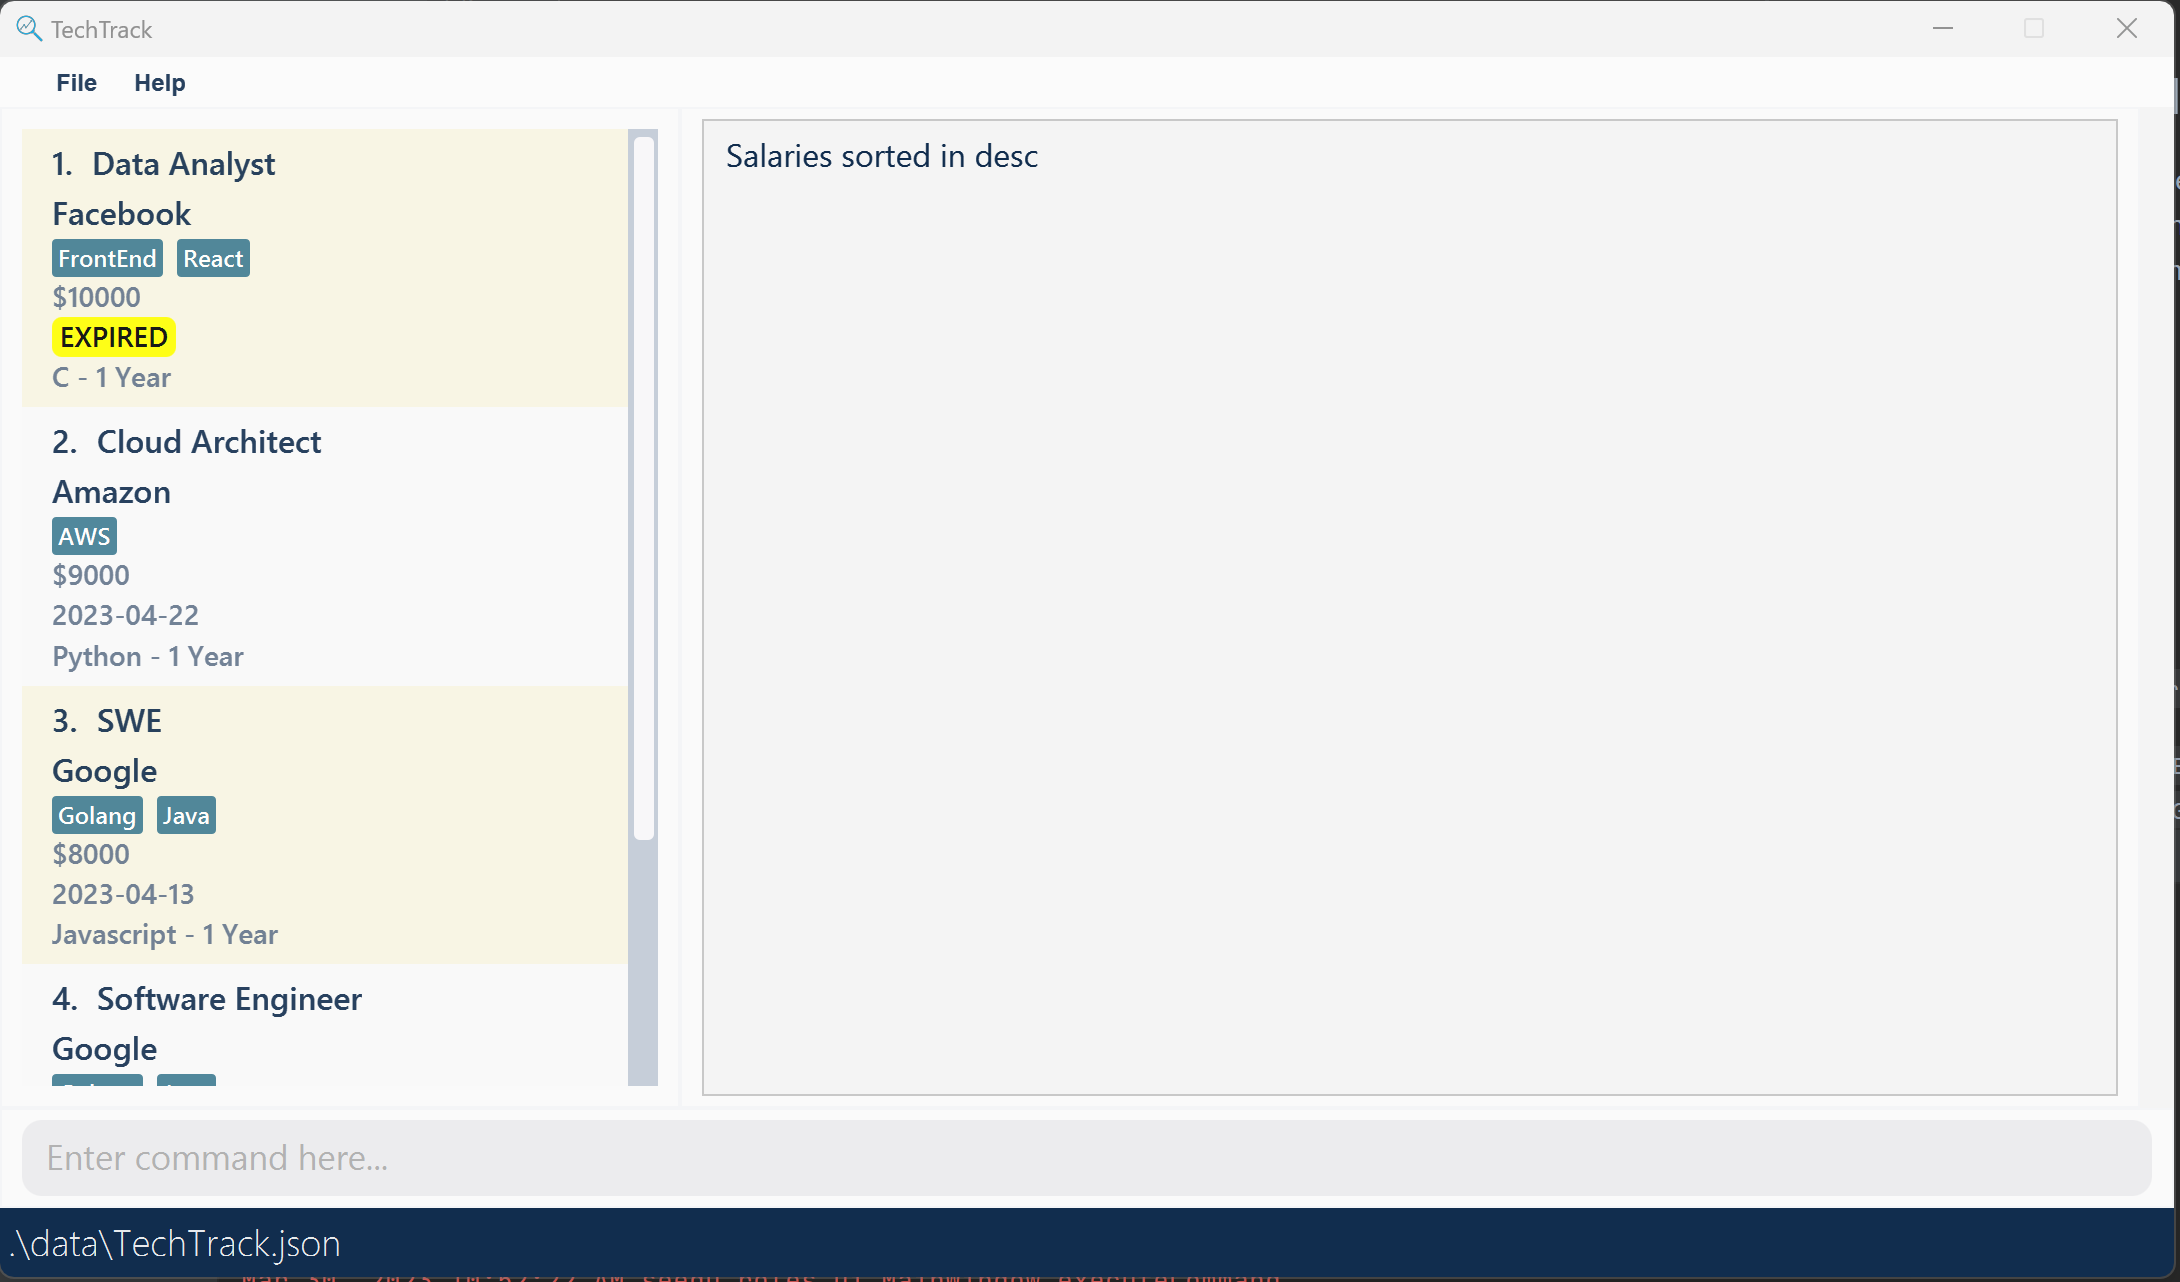 TechTrack
File Help
1. Data Analyst
Facebook
FrontEnd React
$10000
EXPIRED
C - 1 Year
2. Cloud Architect
Amazon
AWS
$9000
2023-04-22
Python - 1 Year
3. SWE
Google
Golang Java
$8000
2023-04-13
Javascript - 1 Year
4. Software Engineer
Google
Salaries sorted in desc
Enter command here...
.\data\TechTrack.json